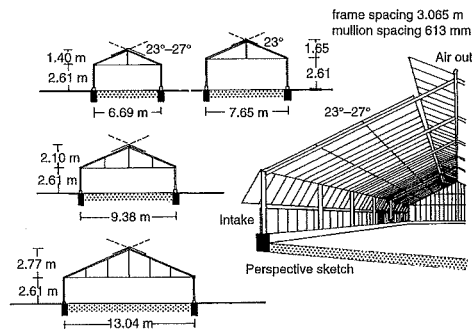 frame spacing 3.065 m
mullion spacing 613 mm
1.40 m
2.61 m
23°–27°
6.69 m
23°
1.65
2.61
7.65 m
Air out
23°–27°
2.10 m
2.61 m
9.38 m
Intake
Perspective sketch
2.77 m
2.61 m
13.04 m